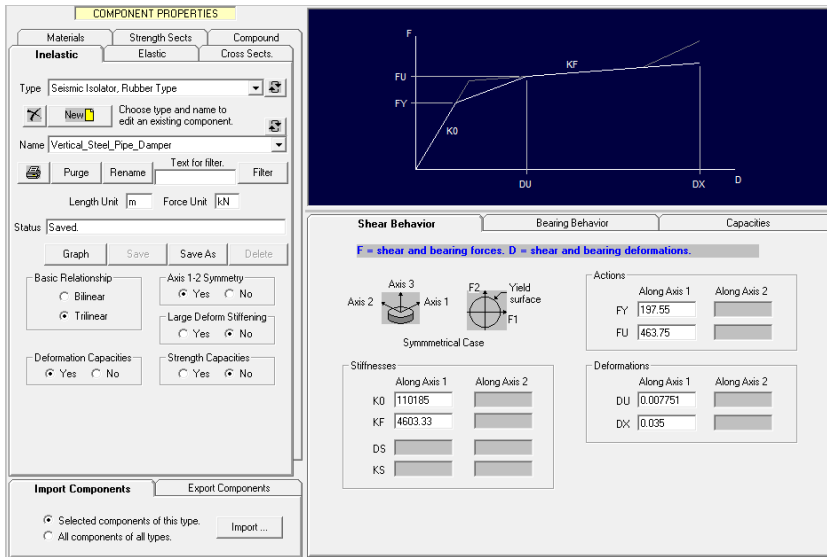 COMPONENT PROPERTIES
Materials Strength Sects Compound
Inelastic Elastic Cross Sects.
Type Seismic Isolator, Rubber Type
New Choose type and name to
edit an existing component.
Name Vertical_Steel_Pipe_Damper
Text for filter.
Purge Rename Filter
Length Unit m Force Unit kN
Status Saved.
Graph Save Save As Delete
Basic Relationship
Bilinear
Trilinear
Axis 1-2 Symmetry
Yes No
Large Deform Stiffening
Yes No
Deformation Capacities
Yes No
Strength Capacities
Yes No
Import Components Export Components
Selected components of this type.
All components of all types.
Import ...
F
FU
FY
K0
KF
DU
DX
D
Shear Behavior Bearing Behavior Capacities
F = shear and bearing forces. D = shear and bearing deformations.
Axis 3
Axis 2 Axis 1
F2 Yield
surface
F1
Symmmetrical Case
Stiffnesses
Along Axis 1 Along Axis 2
K0 110185
KF 4603.33
DS
KS
Actions
Along Axis 1 Along Axis 2
FY 197.55
FU 463.75
Deformations
Along Axis 1 Along Axis 2
DU 0.007751
DX 0.035